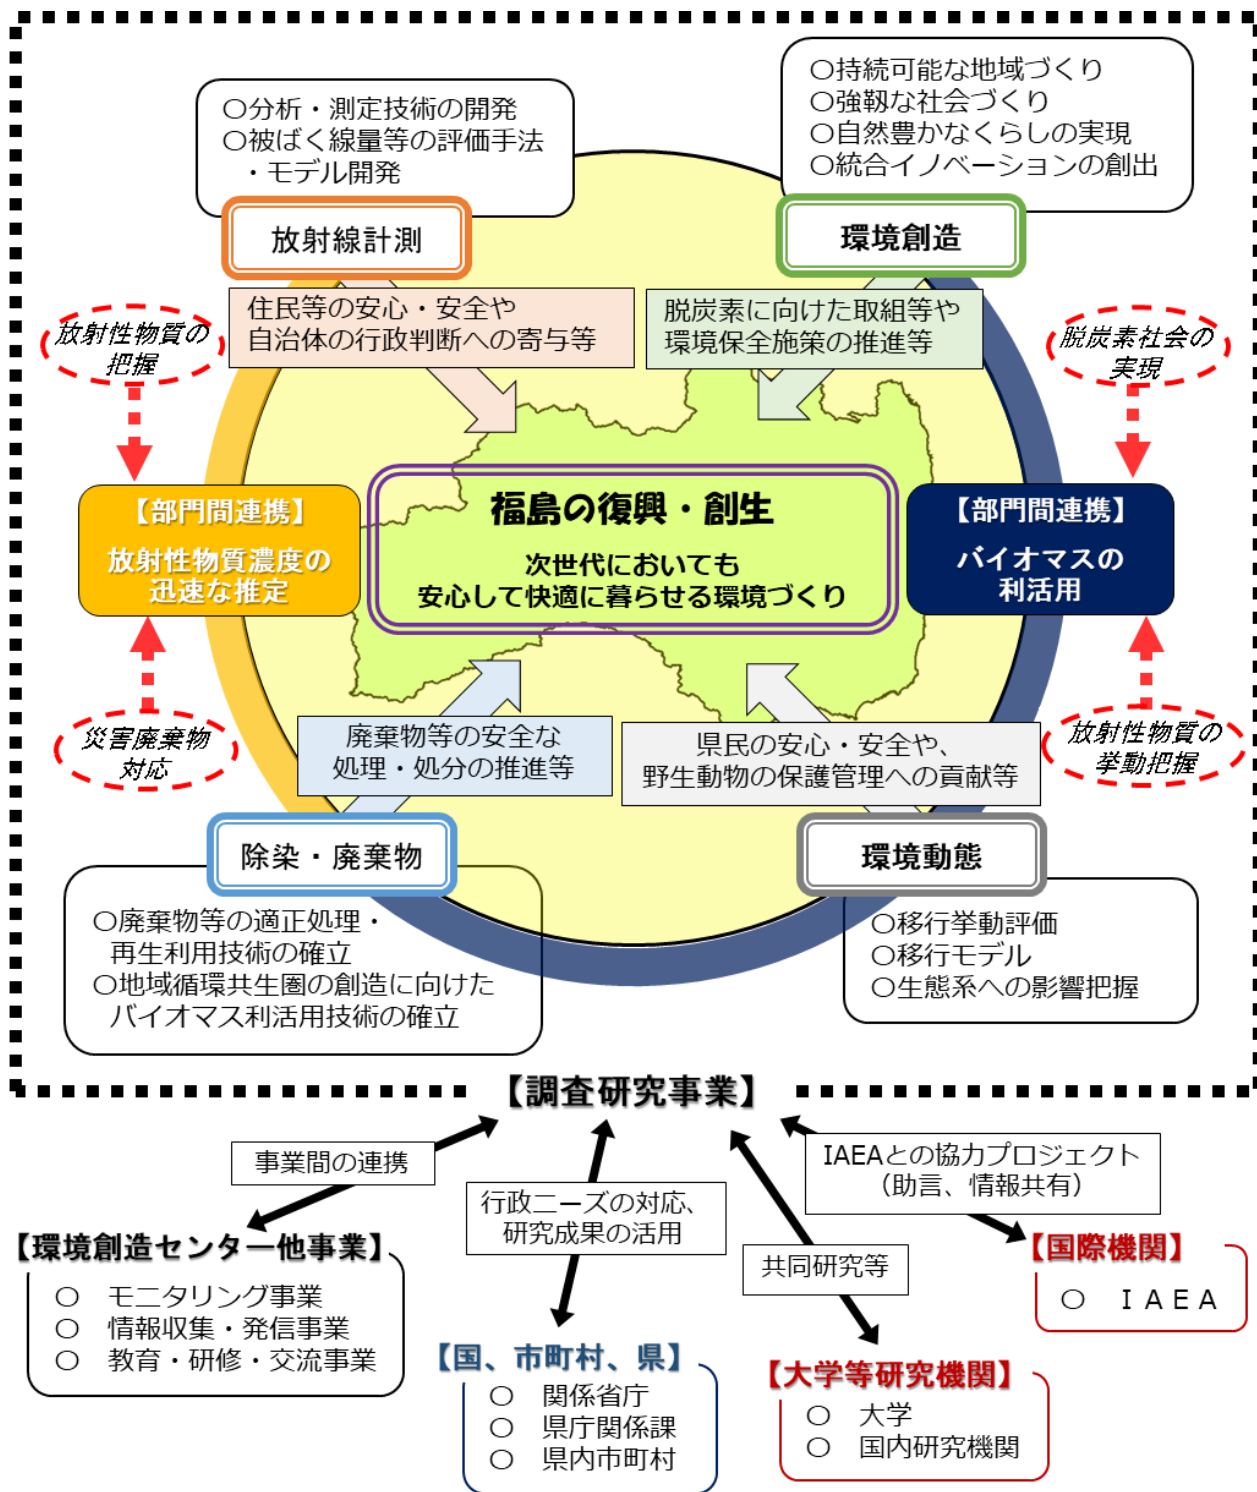 〇分析・測定技術の開発
〇被ばく線量等の評価手法
・モデル開発
放射線計測
〇持続可能な地域づくり
〇強靱な社会づくり
〇自然豊かなくらしの実現
〇統合イノベーションの創出
環境創造
住民等の安心・安全や
自治体の行政判断への寄与等
脱炭素に向けた取組等や
環境保全施策の推進等
放射性物質の
把握
脱炭素社会の
実現
【部門間連携】
放射性物質濃度の
迅速な推定
福島の復興・創生
次世代においても
安心して快適に暮らせる環境づくり
【部門間連携】
バイオマスの
利活用
災害廃棄物
対応
廃棄物等の安全な
処理・処分の推進等
県民の安心・安全や、
野生動物の保護管理への貢献等
放射性物質の
挙動把握
除染・廃棄物
〇廃棄物等の適正処理・
再生利用技術の確立
〇地域循環共生圏の創造に向けた
バイオマス利活用技術の確立
環境動態
〇移行挙動評価
〇移行モデル
〇生態系への影響把握
【調査研究事業】
事業間の連携
行政ニーズの対応、
研究成果の活用
共同研究等
IAEAとの協力プロジェクト
（助言、情報共有）
【環境創造センター他事業】
〇 モニタリング事業
〇 情報収集・発信事業
〇 教育・研修・交流事業
【国、市町村、県】
〇 関係省庁
〇 県庁関係課
〇 県内市町村
【大学等研究機関】
〇 大学
〇 国内研究機関
【国際機関】
〇 ＩＡＥＡ